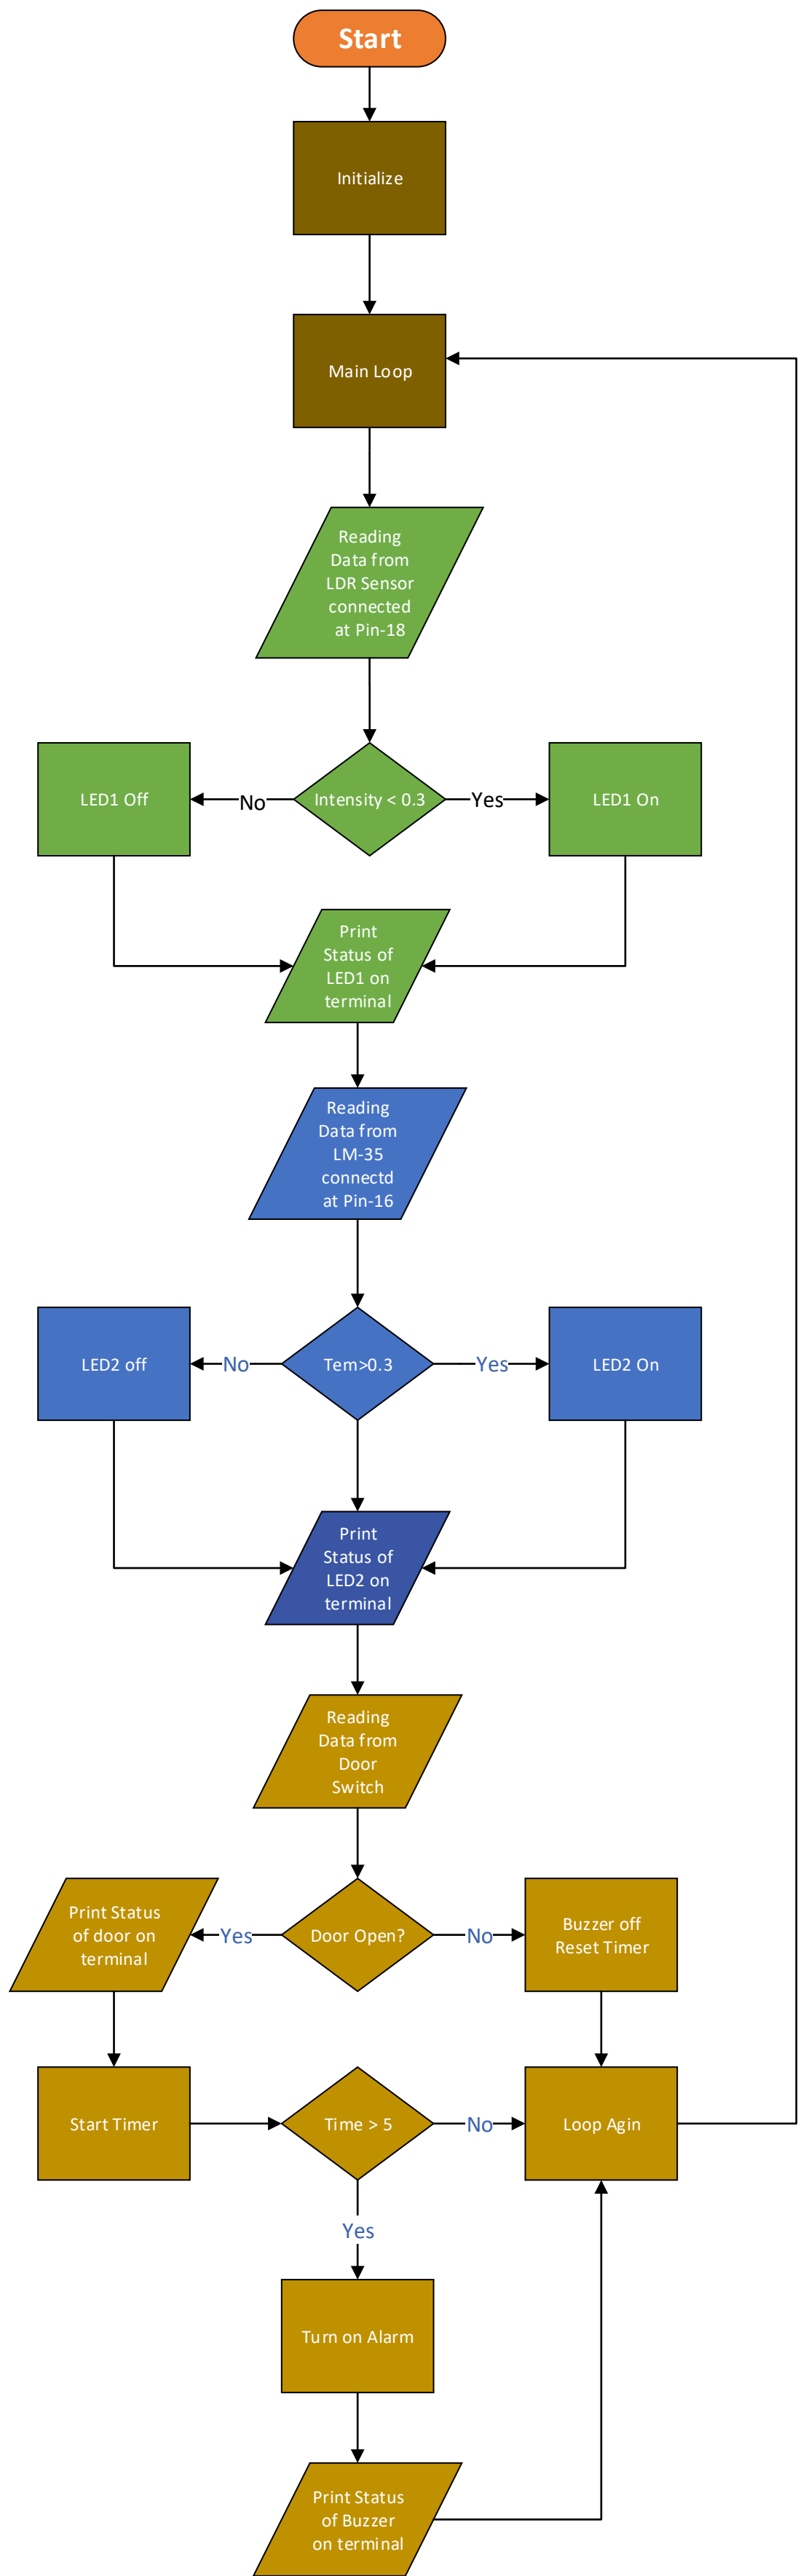 Start
Initialize
Main Loop
Reading
Data from
LDR Sensor
connected
at Pin-18
LED1 Off
No
Intensity < 0.3
Yes
LED1 On
Print
Status of
LED1 on
terminal
Reading
Data from
LM-35
connectd
at Pin-16
LED2 off
No
Tem>0.3
Yes
LED2 On
Print
Status of
LED2 on
terminal
Reading
Data from
Door
Switch
Print Status
of door on
terminal
Yes
Door Open?
No
Buzzer off
Reset Timer
Start Timer
Time > 5
No
Loop Agin
Yes
Turn on Alarm
Print Status
of Buzzer
on terminal